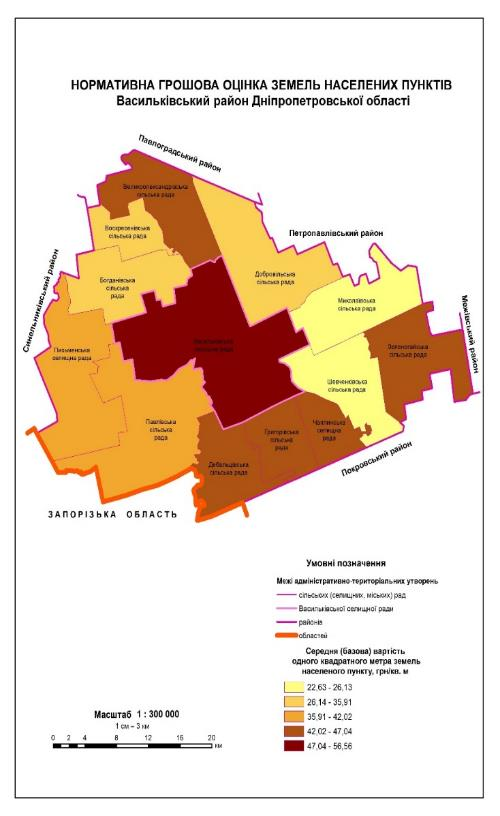 НОРМАТИВНА ГРОШОВА ОЦІНКА ЗЕМЕЛЬ НАСЕЛЕНИХ ПУНКТІВ
Васильківський район Дніпропетровської області
Павлоградський район
Великоолександрівська
сільська рада
Воскресенівська
сільська рада
Петропавлівський район
Синельниківський район
Богданівська
сільська
рада
Добровільська
сільська рада
Миколаївська
сільська рада
Межівський район
Васильківська
селищна рада
Зеленогайська
сільська рада
Письменська
селищна рада
Шевченківська
сільська рада
Павлівська
сільська
рада
Григорівська
сільська
рада
Чаплинська
селищна
рада
Дебальцівська
сільська рада
Покровський район
ЗАПОРІЗЬКА ОБЛАСТЬ
Умовні позначення
Межі адміністративно-територіальних утворень
сільських (селищних, міських) рад
Васильківської селищної ради
районів
областей
Середня (базова) вартість
одного квадратного метра земель
населеного пункту, грн/кв. м
22,63 - 26,13
26,14 - 35,91
35,91 - 42,02
42,02 - 47,04
47,04 - 56,56
Масштаб 1 : 300 000
1 см – 3 км
0 2 4 8 12 16 20
км